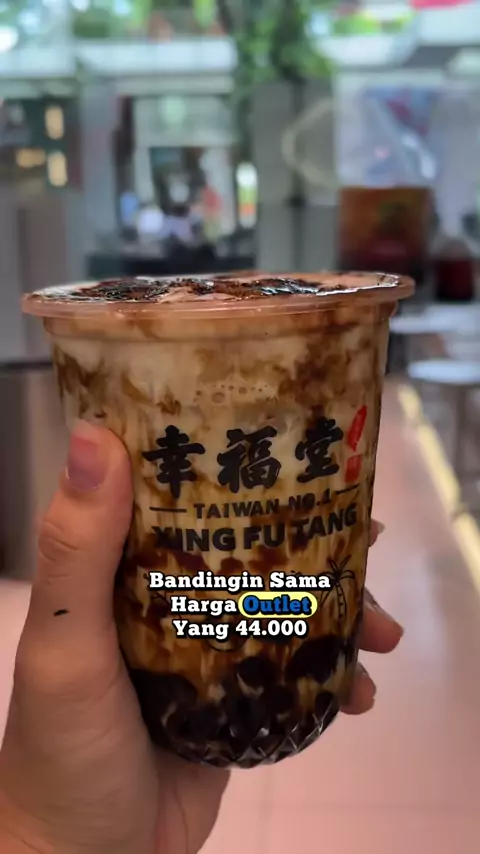 幸福堂
TAIWAN NO.1
XING FU TANG
Bandingin Sama
Harga Outlet
Yang 44.000